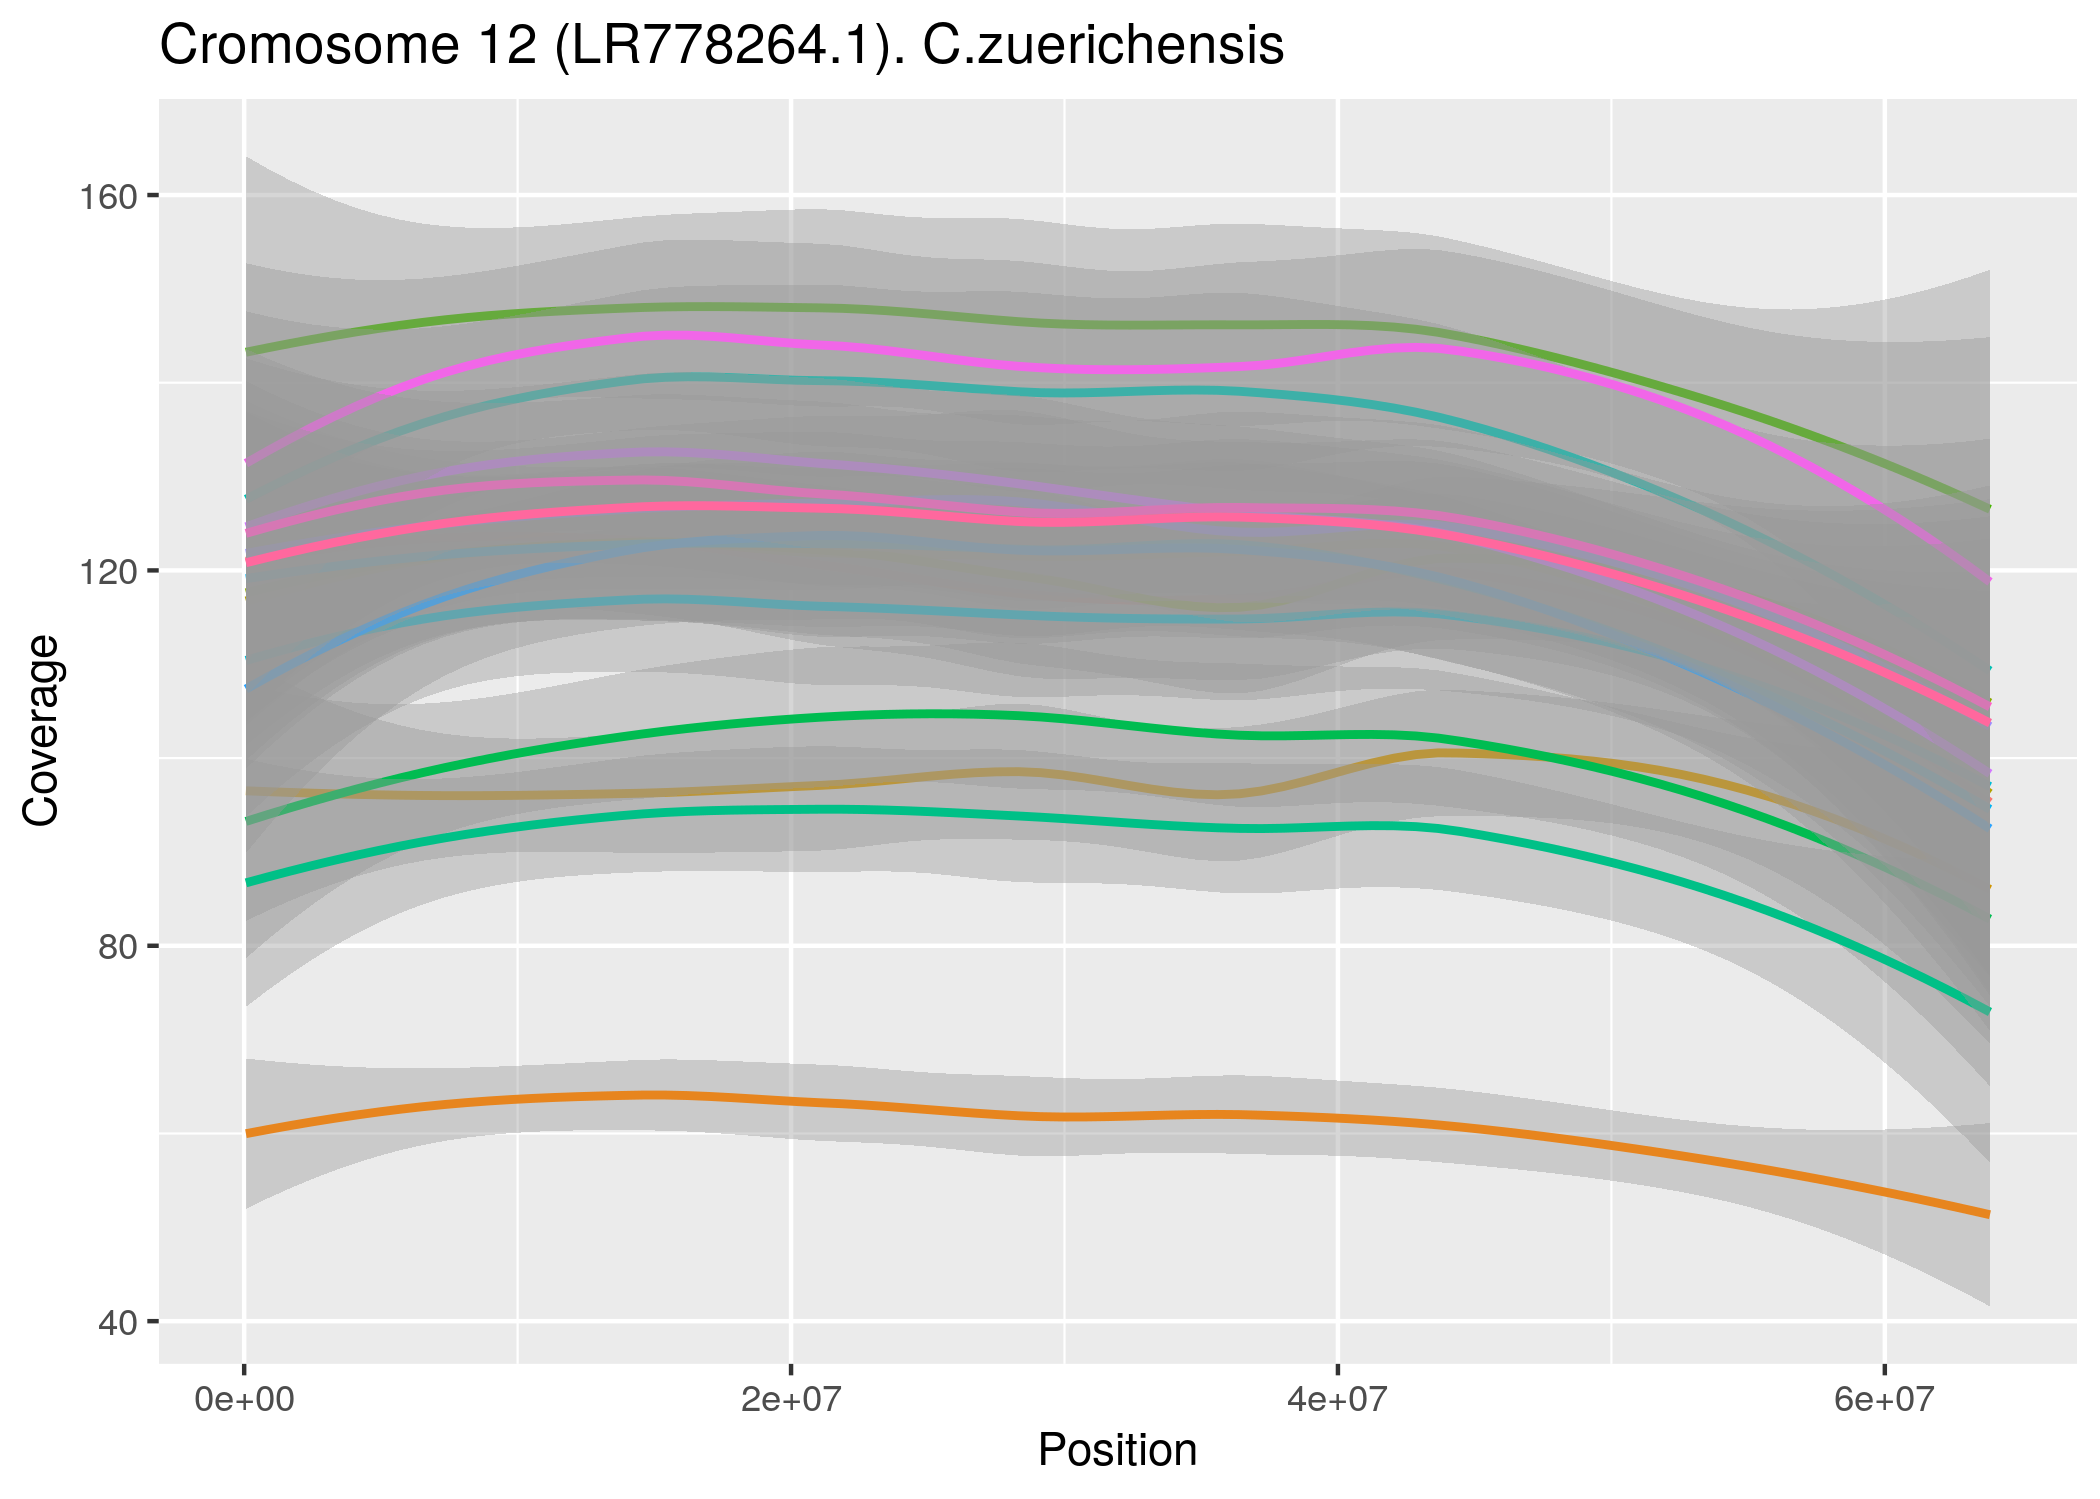 Cromosome 12 (LR778264.1). C.zuerichensis
160
120
80
40
Coverage
0e+00 2e+07 4e+07 6e+07
Position